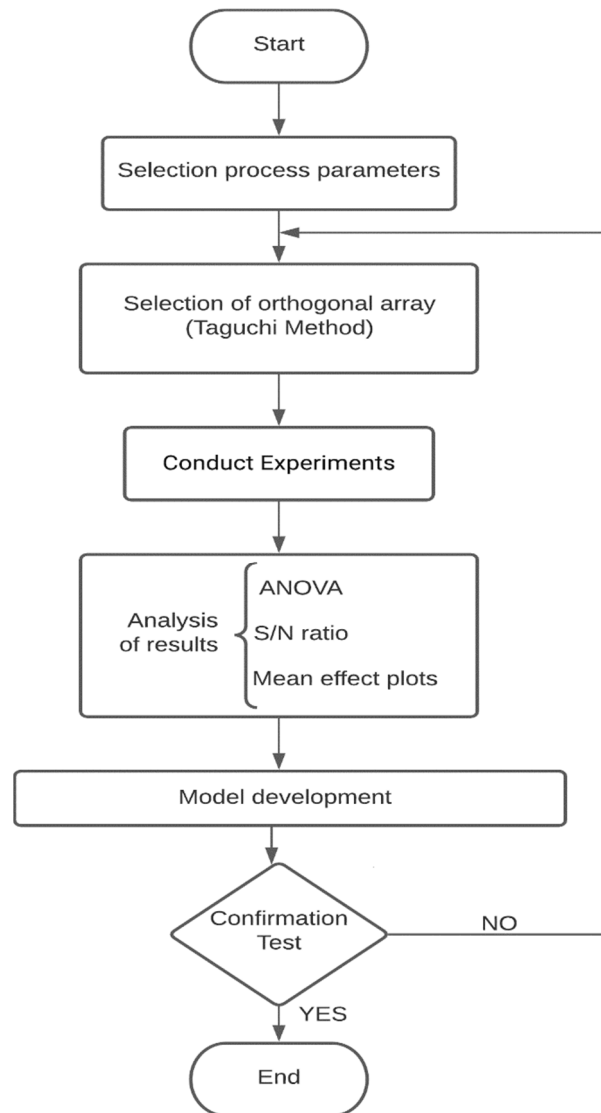 Start
Selection process parameters
Selection of orthogonal array
(Taguchi Method)
Conduct Experiments
Analysis
of results
ANOVA
S/N ratio
Mean effect plots
Model development
Confirmation
Test
NO
YES
End